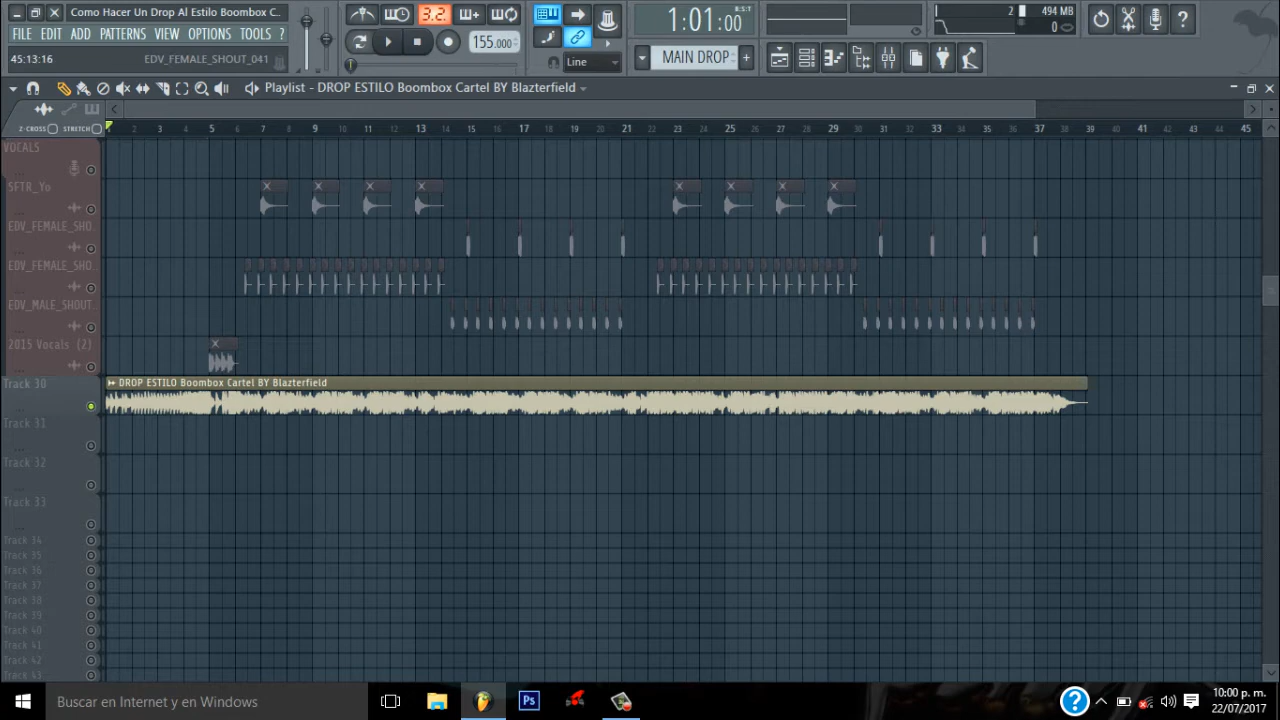 Como Hacer Un Drop Al Estilo Boombox C..
FILE EDIT ADD PATTERNS VIEW OPTIONS TOOLS ?
45:13:16 EDV_FEMALE_SHOUT_041
3.2.
155.000
1:01:00
B:S:T
Line
MAIN DROP
2 494 MB
0
Playlist - DROP ESTILO Boombox Cartel BY Blazterfield
Z-CROSS STRETCH
1 2 3 4 5 6 7 8 9 10 11 12 13 14 15 16 17 18 19 20 21 22 23 24 25 26 27 28 29 30 31 32 33 34 35 36 37 38 39 40 41 42 43 44 45
VOCALS
SFTR_Yo
EDV_FEMALE_SHO..
EDV_FEMALE_SHO..
EDV_MALE_SHOUT..
2015 Vocals (2)
Track 30
DROP ESTILO Boombox Cartel BY Blazterfield
Track 31
Track 32
Track 33
Track 34
Track 35
Track 36
Track 37
Track 38
Track 39
Track 40
Track 41
Track 42
Track 43
Buscar en Internet y en Windows
Ps
10:00 p. m.
22/07/2017